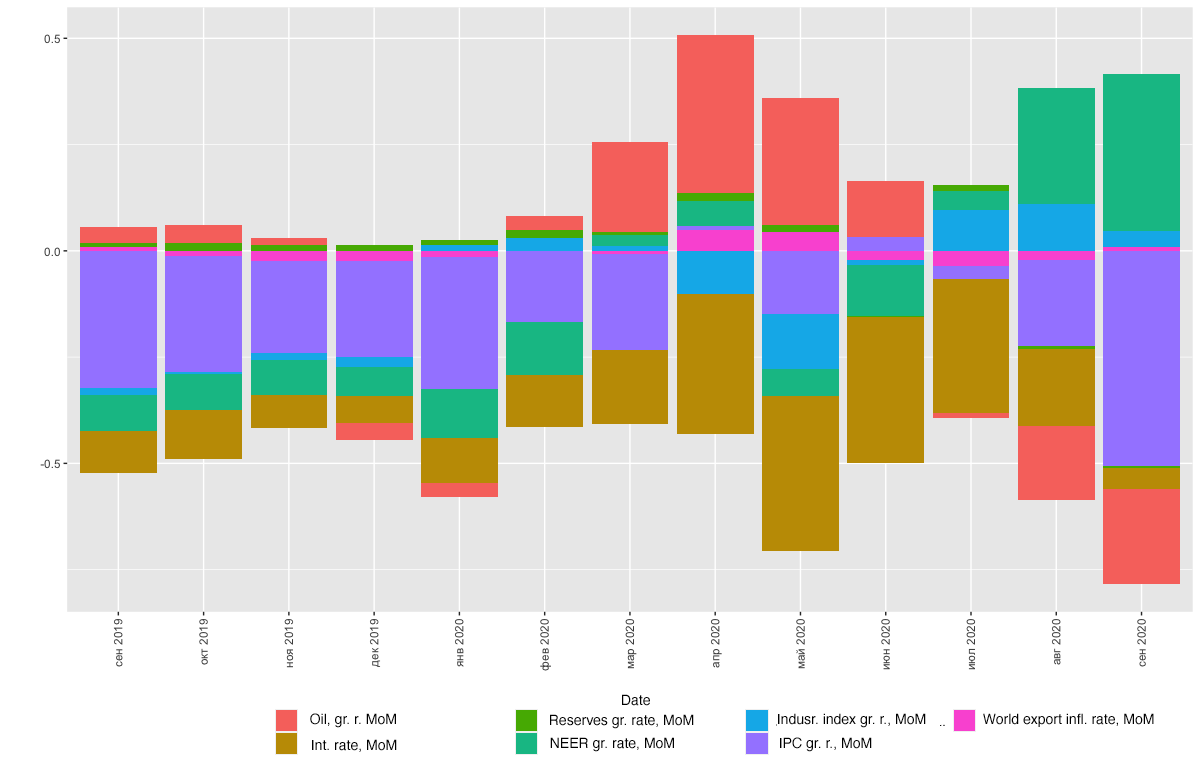 0.5
0.0
-0.5
сен 2019
окт 2019
ноя 2019
дек 2019
янв 2020
фев 2020
мар 2020
апр 2020
май 2020
июн 2020
июл 2020
авг 2020
сен 2020
Date
Oil, gr. r. MoM
Reserves gr. rate, MoM
Indusr. index gr. r., MoM ..
World export infl. rate, MoM
Int. rate, MoM
NEER gr. rate, MoM
IPC gr. r., MoM